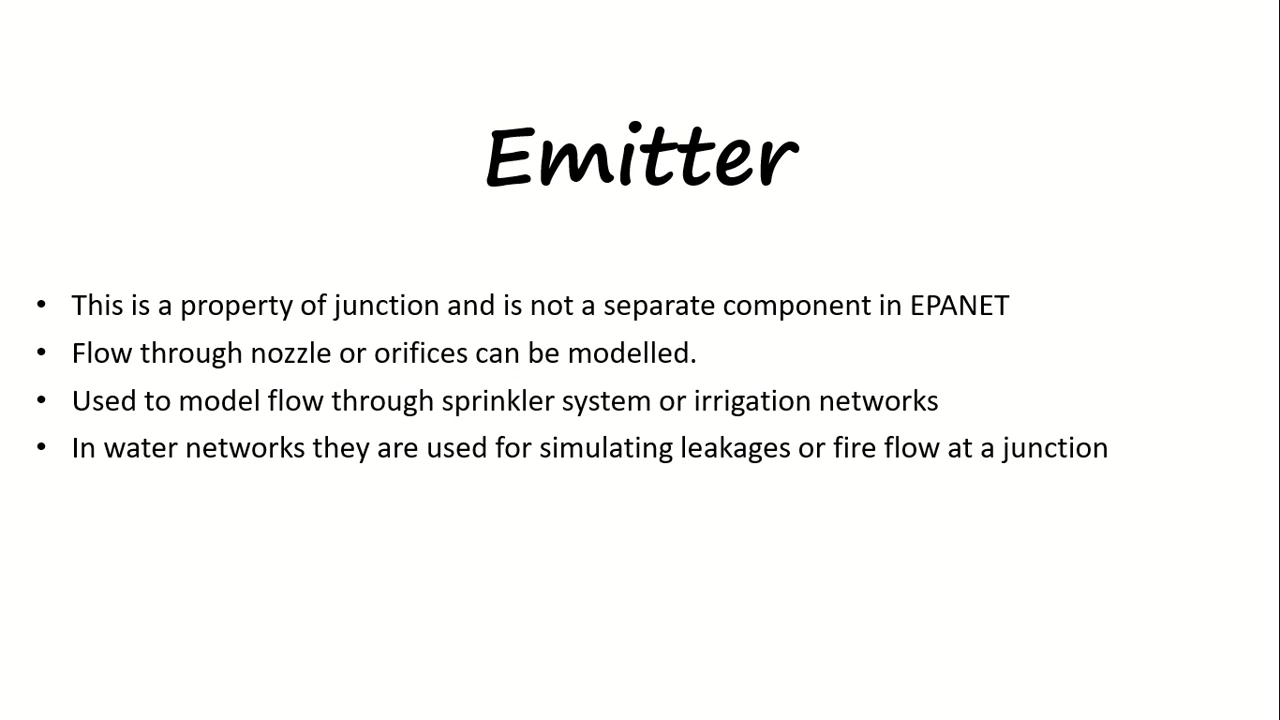 Emitter
• This is a property of junction and is not a separate component in EPANET
• Flow through nozzle or orifices can be modelled.
• Used to model flow through sprinkler system or irrigation networks
• In water networks they are used for simulating leakages or fire flow at a junction